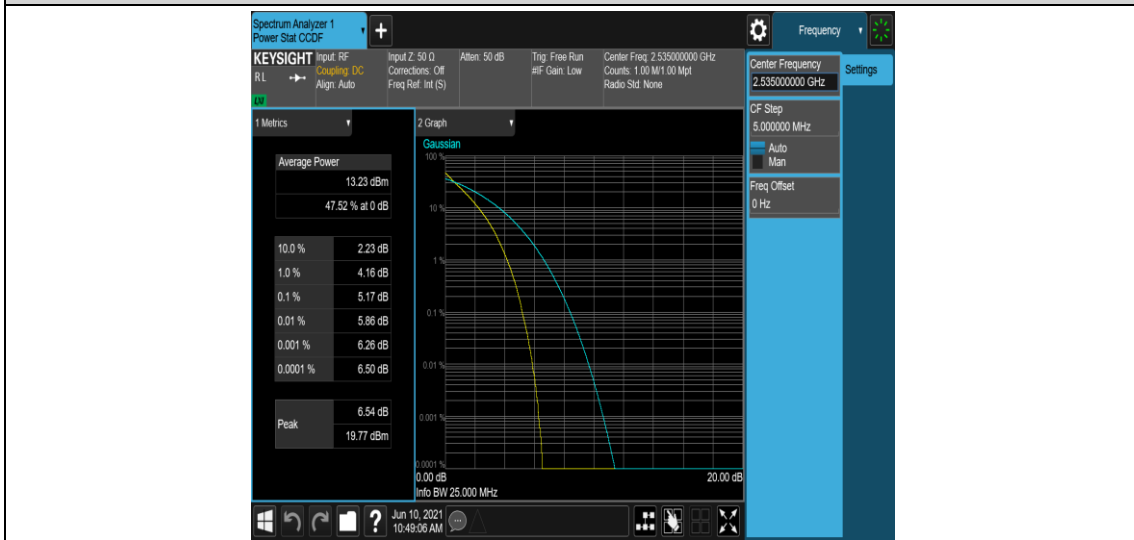 Spectrum Analyzer 1
Power Stat CCDF
Frequency
KEYSIGHT
RL
Input: RF
Coupling: DC
Align: Auto
Input Z: 50 Ω
Corrections: Off
Freq Ref: Int (S)
Atten: 50 dB
Trig: Free Run
#IF Gain: Low
Center Freq: 2.535000000 GHz
Counts: 1.00 M/1.00 Mpt
Radio Std: None
Center Frequency
2.535000000 GHz
Settings
CF Step
5.000000 MHz
Auto
Man
Freq Offset
0 Hz
1 Metrics
Average Power
13.23 dBm
47.52 % at 0 dB
10.0 % 2.23 dB
1.0 % 4.16 dB
0.1 % 5.17 dB
0.01 % 5.86 dB
0.001 % 6.26 dB
0.0001 % 6.50 dB
Peak
6.54 dB
19.77 dBm
2 Graph
Gaussian
100 %
10 %
1 %
0.1 %
0.01 %
0.001 %
0.0001 %
0.00 dB 20.00 dB
Info BW 25.000 MHz
Jun 10, 2021
10:49:06 AM